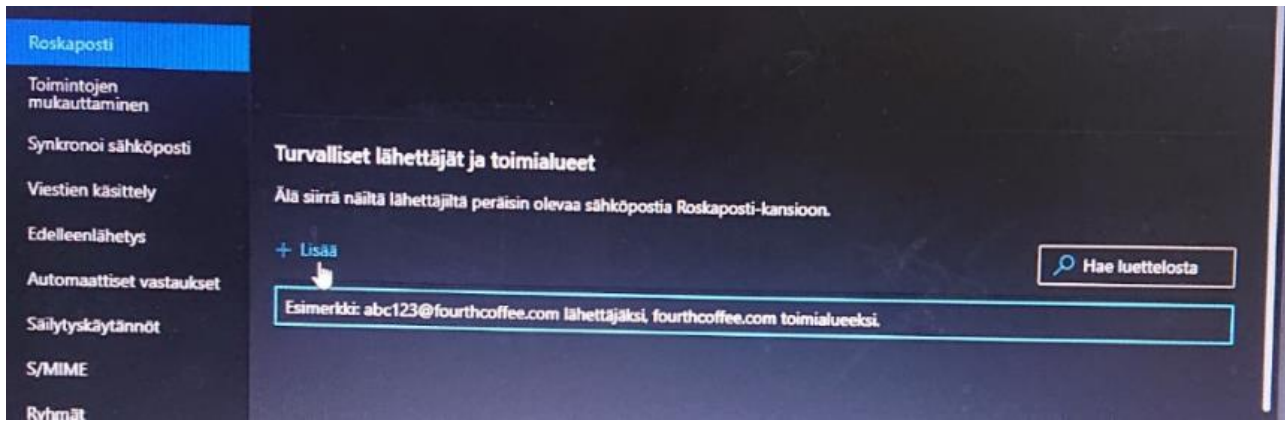 Roskaposti
Toimintojen
mukauttaminen
Synkronoi sähköposti
Viestien käsittely
Edelleenlähetys
Automaattiset vastaukset
Säilytyskäytännöt
S/MIME
Ryhmät
Turvalliset lähettäjät ja toimialueet
Älä siirrä näiltä lähettäjiltä peräisin olevaa sähköpostia Roskaposti-kansioon.
+ Lisää
Hae luettelosta
Esimerkki: abc123@fourthcoffee.com lähettäjäksi, fourthcoffee.com toimialueeksi.